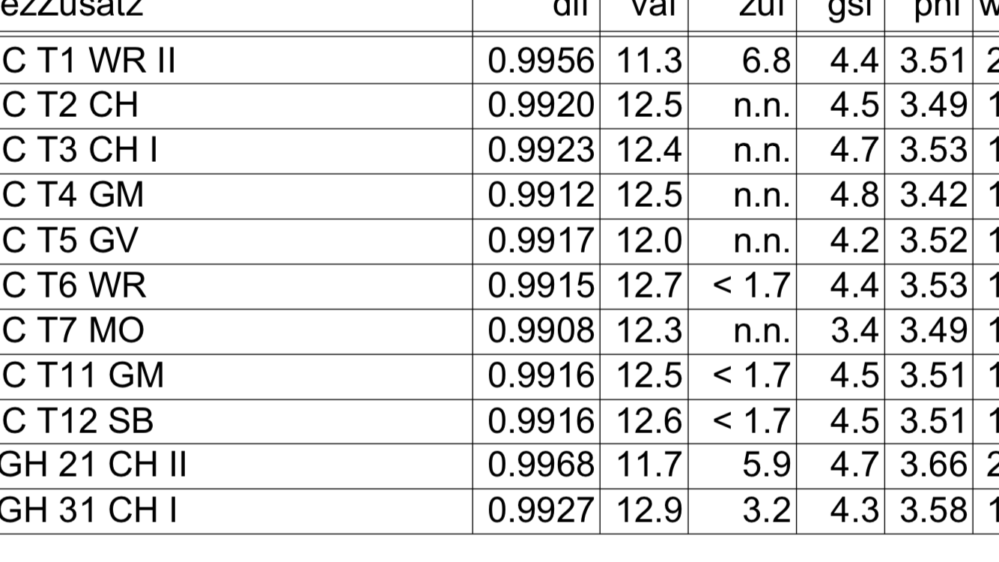 ezZusatz val zuf gsf phf
C T1 WR II 0.9956 11.3 6.8 4.4 3.51 2
C T2 CH 0.9920 12.5 n.n. 4.5 3.49 1
C T3 CH I 0.9923 12.4 n.n. 4.7 3.53 1
C T4 GM 0.9912 12.5 n.n. 4.8 3.42 1
C T5 GV 0.9917 12.0 n.n. 4.2 3.52 1
C T6 WR 0.9915 12.7 < 1.7 4.4 3.53 1
C T7 MO 0.9908 12.3 n.n. 3.4 3.49 1
C T11 GM 0.9916 12.5 < 1.7 4.5 3.51 1
C T12 SB 0.9916 12.6 < 1.7 4.5 3.51 1
GH 21 CH II 0.9968 11.7 5.9 4.7 3.66 2
GH 31 CH I 0.9927 12.9 3.2 4.3 3.58 1